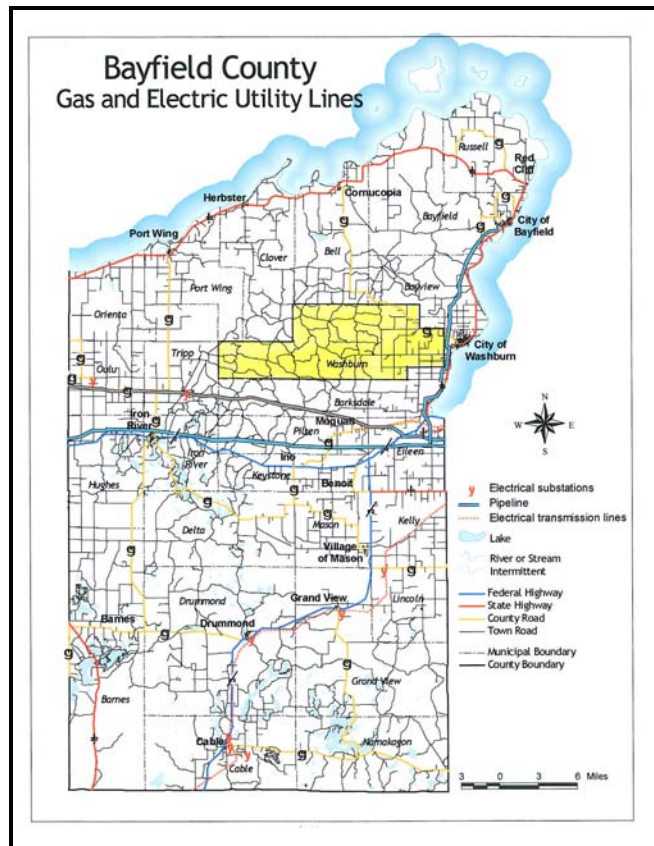 Bayfield County
Gas and Electric Utility Lines
Russell
Red
Cliff
Cornucopia
Herbster
Bayfield
City of
Bayfield
Port Wing
Bell
Clover
Port Wing
Bayview
Orienta
City of
Washburn
Tripp
Washburn
Oulu
Barksdale
Iron
River
Moquah
Pilsen
Iron
River
Ino
Eileen
Keystone
Benoit
Hughes
Delta
Mason
Kelly
Village
of Mason
Drummond
Grand View
Lincoln
Barnes
Drummond
Grand View
Barnes
Namakagon
Cable
Cable
N
W
E
S
Electrical substations
Pipeline
Electrical transmission lines
Lake
River or Stream
Intermittent
Federal Highway
State Highway
County Road
Town Road
Municipal Boundary
County Boundary
3 0 3 6 Miles